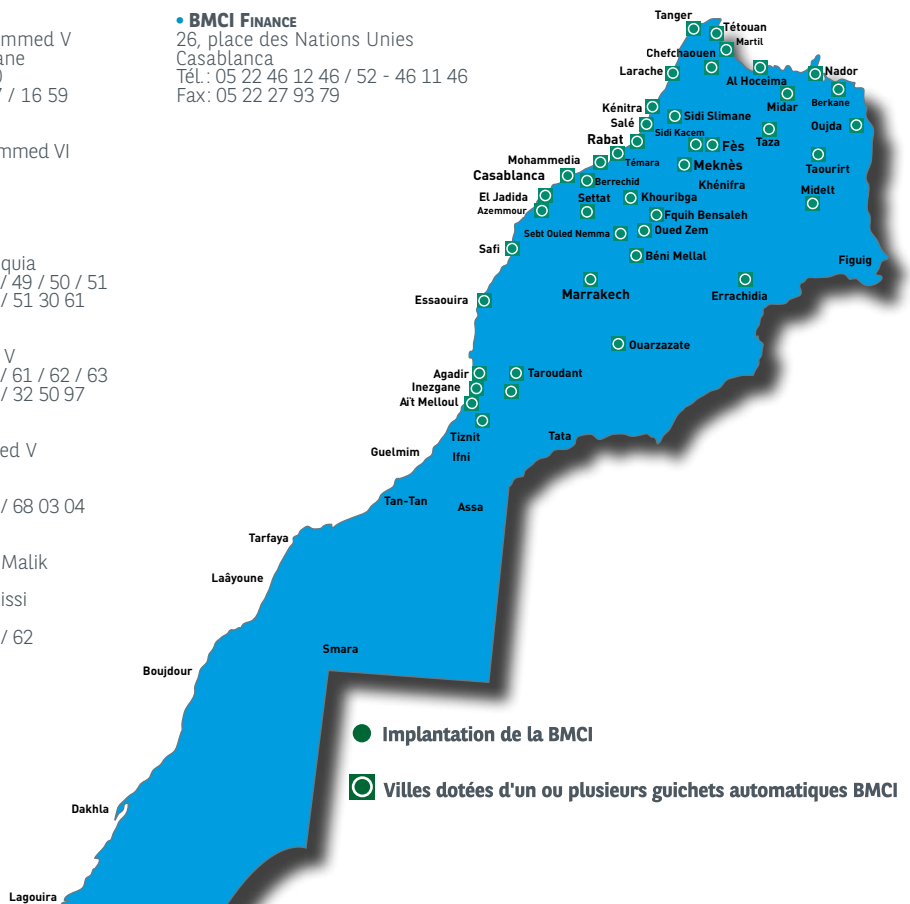 mmed V
ane
0
7 / 16 59
mmed VI
quia
/ 49 / 50 / 51
/ 51 30 61
V
/ 61 / 62 / 63
/ 32 50 97
ed V
/ 68 03 04
Malik
issi
/ 62
• BMCI FINANCE
26, place des Nations Unies
Casablanca
Tél.: 05 22 46 12 46 / 52 - 46 11 46
Fax: 05 22 27 93 79
Tanger
Tétouan
Martil
Chefchaouen
Larache
Al Hoceima
Nador
Berkane
Midar
Kénitra
Sidi Slimane
Salé
Sidi Kacem
Oujda
Rabat
Fès
Taza
Mohammedia
Témara
Meknès
Taourirt
Casablanca
Berrechid
Khénifra
El Jadida
Settat
Khouribga
Midelt
Azemmour
Fquih Bensaleh
Sebt Ouled Nemma
Oued Zem
Safi
Béni Mellal
Figuig
Marrakech
Errachidia
Essaouira
Ouarzazate
Agadir
Taroudant
Inezgane
Aït Melloul
Tiznit
Tata
Guelmim
Ifni
Tan-Tan
Assa
Tarfaya
Laâyoune
Smara
Boujdour
Dakhla
Lagouira
Implantation de la BMCI
Villes dotées d'un ou plusieurs guichets automatiques BMCI